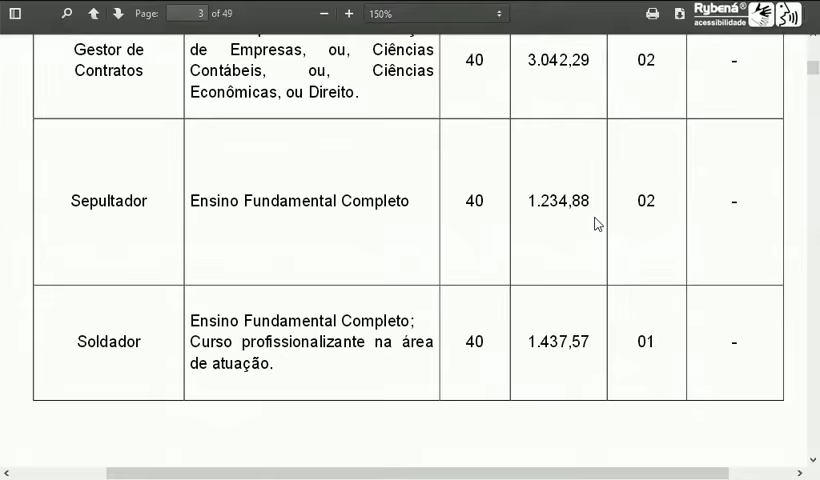 Page: 3 of 49 150% Rybená®
acessibilidade
Gestor de
Contratos
de Empresas, ou, Ciências
Contábeis, ou, Ciências
Econômicas, ou Direito.
40 3.042,29 02 -
Sepultador Ensino Fundamental Completo 40 1.234,88 02 -
Soldador
Ensino Fundamental Completo;
Curso profissionalizante na área
de atuação.
40 1.437,57 01 -